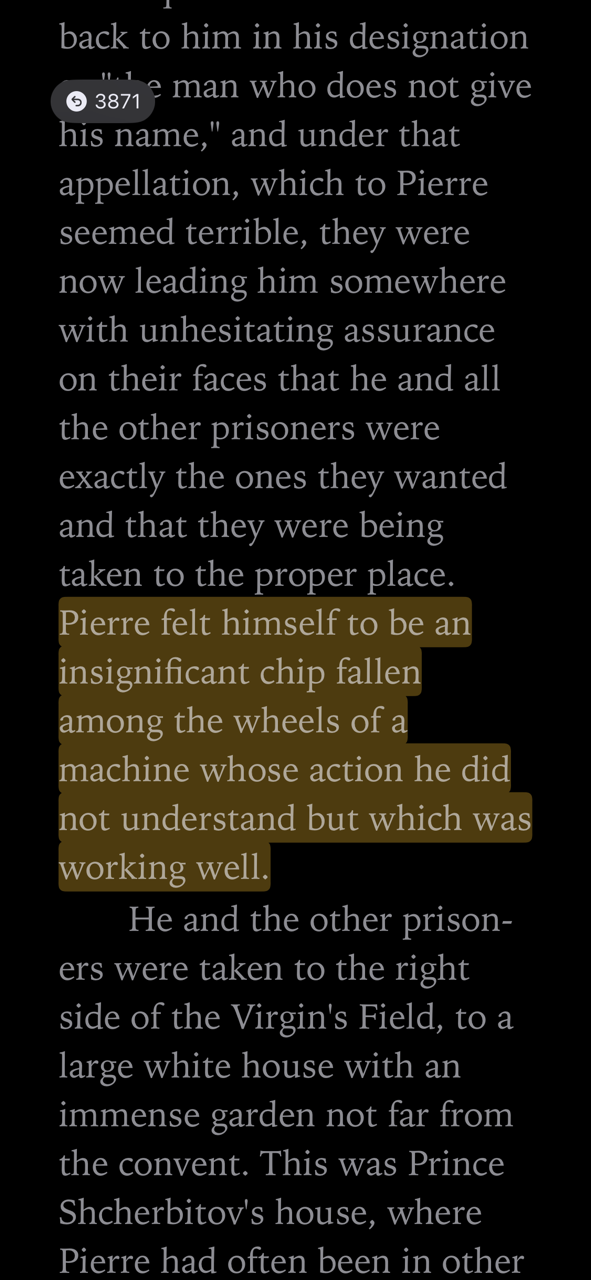 back to him in his designation
e man who does not give
3871
his name," and under that
appellation, which to Pierre
seemed terrible, they were
now leading him somewhere
with unhesitating assurance
on their faces that he and all
the other prisoners were
exactly the ones they wanted
and that they were being
taken to the proper place.
Pierre felt himself to be an
insignificant chip fallen
among the wheels of a
machine whose action he did
not understand but which was
working well.
He and the other prison-
ers were taken to the right
side of the Virgin's Field, to a
large white house with an
immense garden not far from
the convent. This was Prince
Shcherbitov's house, where
Pierre had often been in other